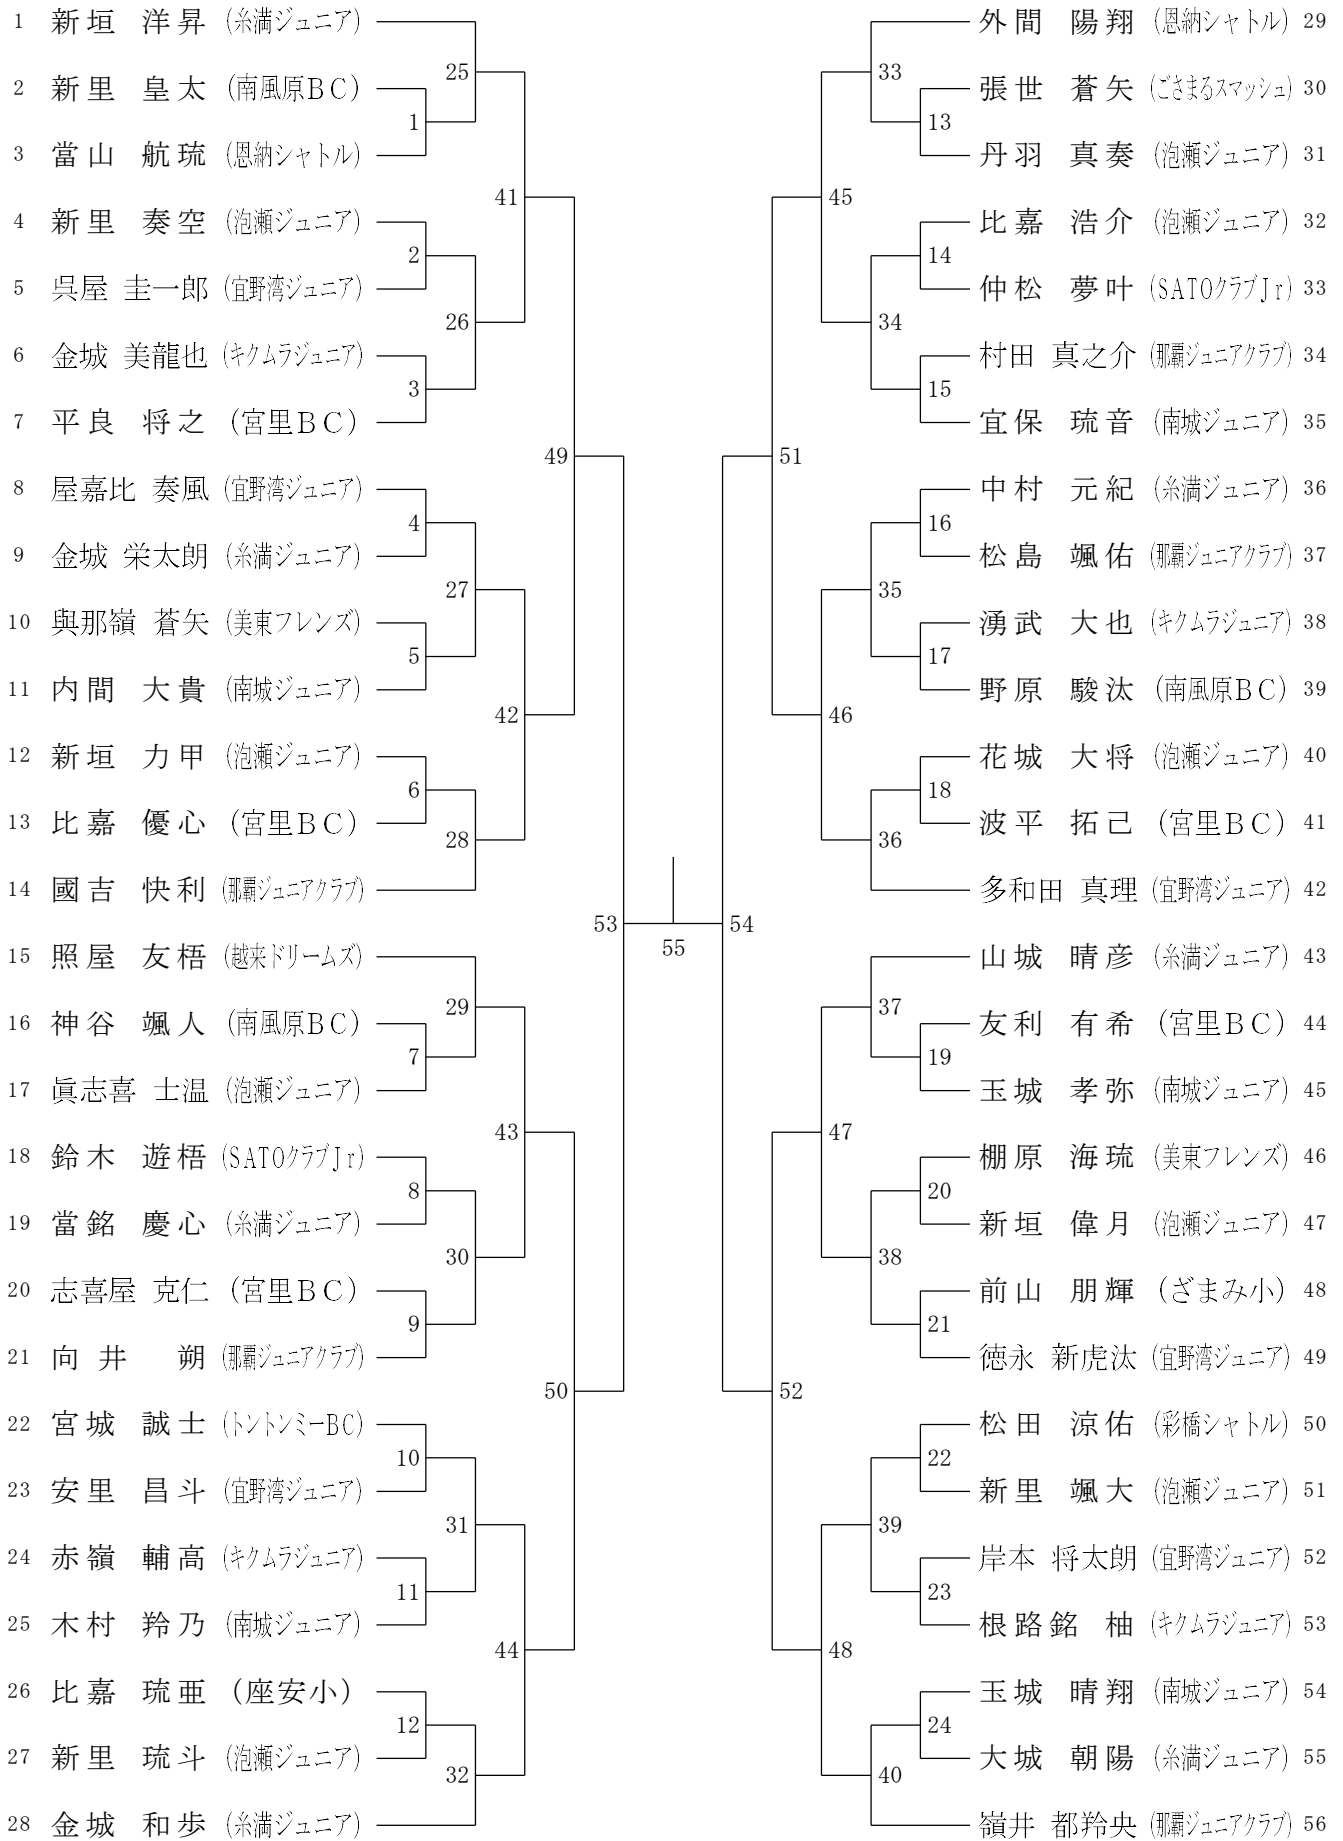 1 新垣 洋昇 (糸満ジュニア)
2 新里 皇太 (南風原BC)
3 當山 航琉 (恩納シャトル)
4 新里 奏空 (泡瀬ジュニア)
5 呉屋 圭一郎 (宜野湾ジュニア)
6 金城 美龍也 (キクムラジュニア)
7 平良 将之 (宮里BC)
8 屋嘉比 奏風 (宜野湾ジュニア)
9 金城 栄太朗 (糸満ジュニア)
10 與那嶺 蒼矢 (美東フレンズ)
11 内間 大貴 (南城ジュニア)
12 新垣 力甲 (泡瀬ジュニア)
13 比嘉 優心 (宮里BC)
14 國吉 快利 (那覇ジュニアクラブ)
15 照屋 友梧 (越来ドリームズ)
16 神谷 颯人 (南風原BC)
17 眞志喜 士温 (泡瀬ジュニア)
18 鈴木 遊梧 (SATOクラブJr)
19 當銘 慶心 (糸満ジュニア)
20 志喜屋 克仁 (宮里BC)
21 向井 朔 (那覇ジュニアクラブ)
22 宮城 誠士 (トントンミーBC)
23 安里 昌斗 (宜野湾ジュニア)
24 赤嶺 輔高 (キクムラジュニア)
25 木村 羚乃 (南城ジュニア)
26 比嘉 琉亜 (座安小)
27 新里 琉斗 (泡瀬ジュニア)
28 金城 和歩 (糸満ジュニア)
1
2
3
4
5
6
7
8
9
10
11
12
25
26
27
28
29
30
31
32
41
42
43
44
49
50
53
55
54
51
52
45
46
47
48
33
34
35
36
37
38
39
40
13
14
15
16
17
18
19
20
21
22
23
24
外間 陽翔 (恩納シャトル) 29
張世 蒼矢 (ごさまるスマッシュ) 30
丹羽 真奏 (泡瀬ジュニア) 31
比嘉 浩介 (泡瀬ジュニア) 32
仲松 夢叶 (SATOクラブJr) 33
村田 真之介 (那覇ジュニアクラブ) 34
宜保 琉音 (南城ジュニア) 35
中村 元紀 (糸満ジュニア) 36
松島 颯佑 (那覇ジュニアクラブ) 37
湧武 大也 (キクムラジュニア) 38
野原 駿汰 (南風原BC) 39
花城 大将 (泡瀬ジュニア) 40
波平 拓己 (宮里BC) 41
多和田 真理 (宜野湾ジュニア) 42
山城 晴彦 (糸満ジュニア) 43
友利 有希 (宮里BC) 44
玉城 孝弥 (南城ジュニア) 45
棚原 海琉 (美東フレンズ) 46
新垣 偉月 (泡瀬ジュニア) 47
前山 朋輝 (ざまみ小) 48
徳永 新虎汰 (宜野湾ジュニア) 49
松田 涼佑 (彩橋シャトル) 50
新里 颯大 (泡瀬ジュニア) 51
岸本 将太朗 (宜野湾ジュニア) 52
根路銘 柚 (キクムラジュニア) 53
玉城 晴翔 (南城ジュニア) 54
大城 朝陽 (糸満ジュニア) 55
嶺井 都羚央 (那覇ジュニアクラブ) 56